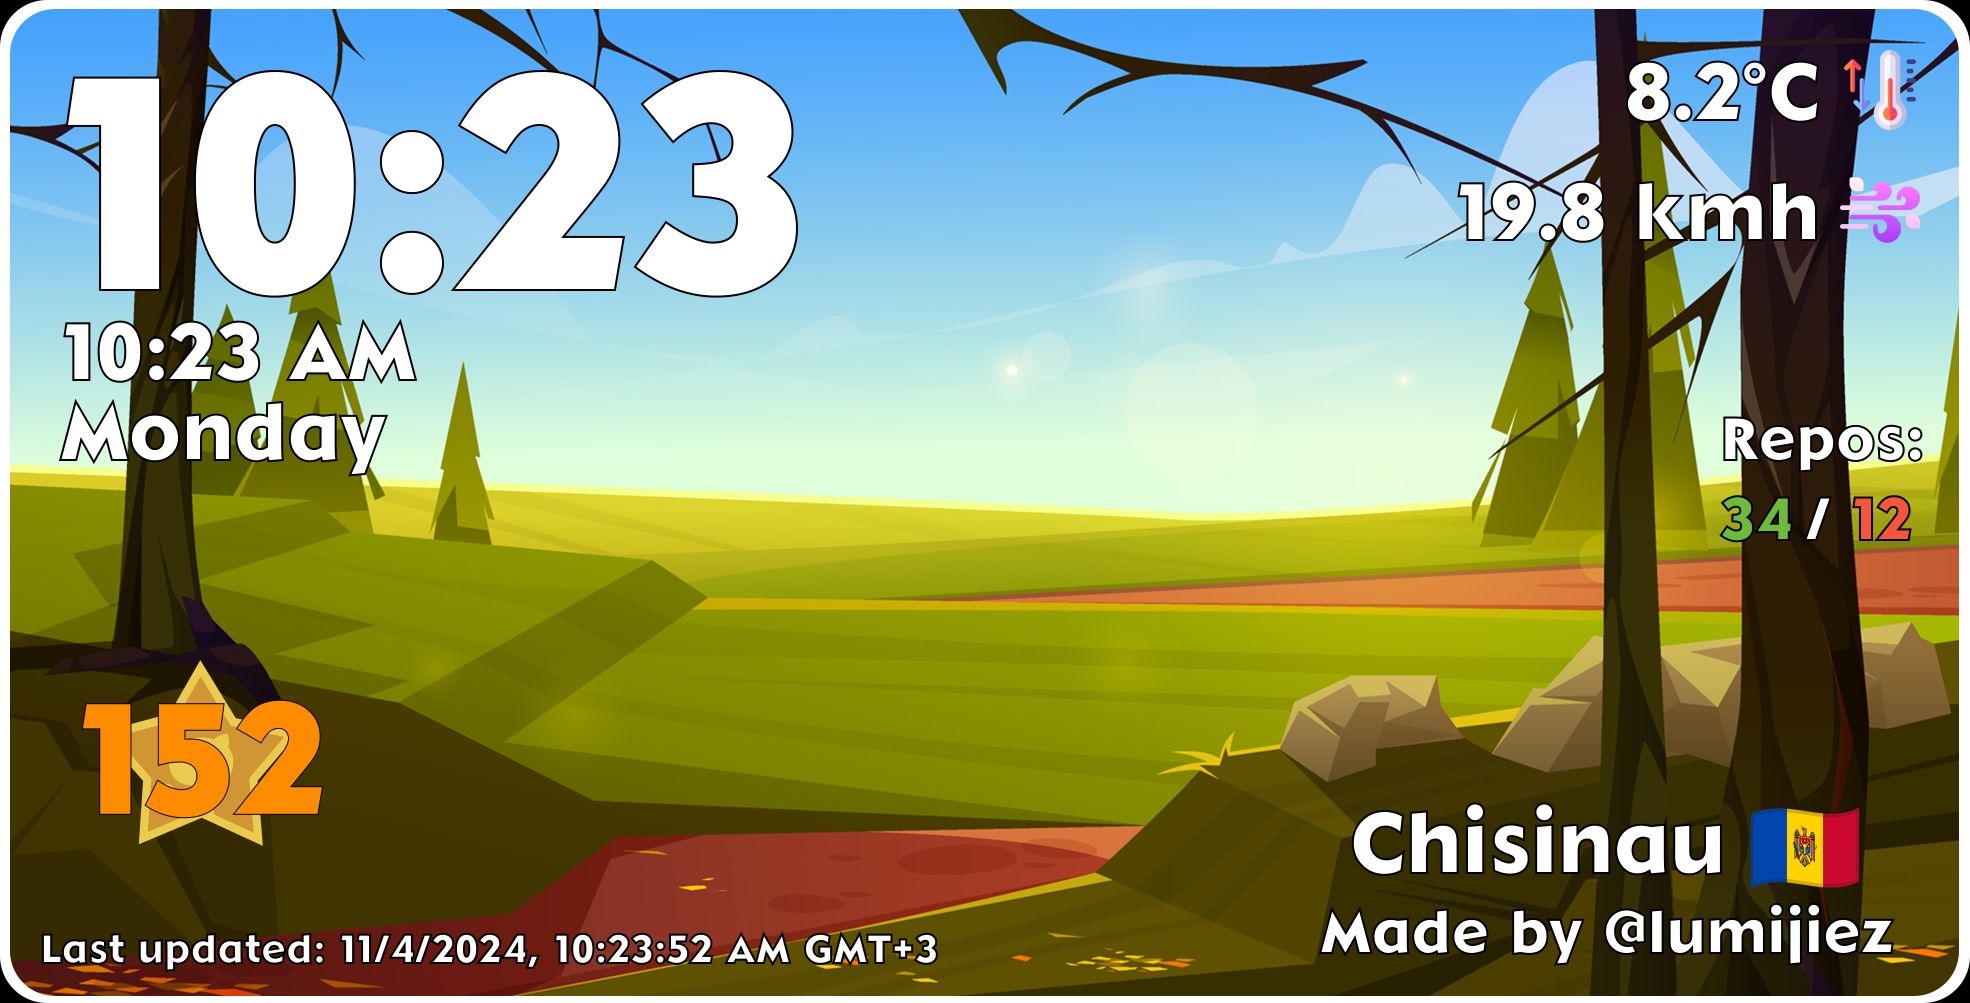 10:23
10:23 AM
Monday
8.2°C
19.8 kmh
Repos:
34 / 12
152
Chisinau
Made by @lumijiez
Last updated: 11/4/2024, 10:23:52 AM GMT+3